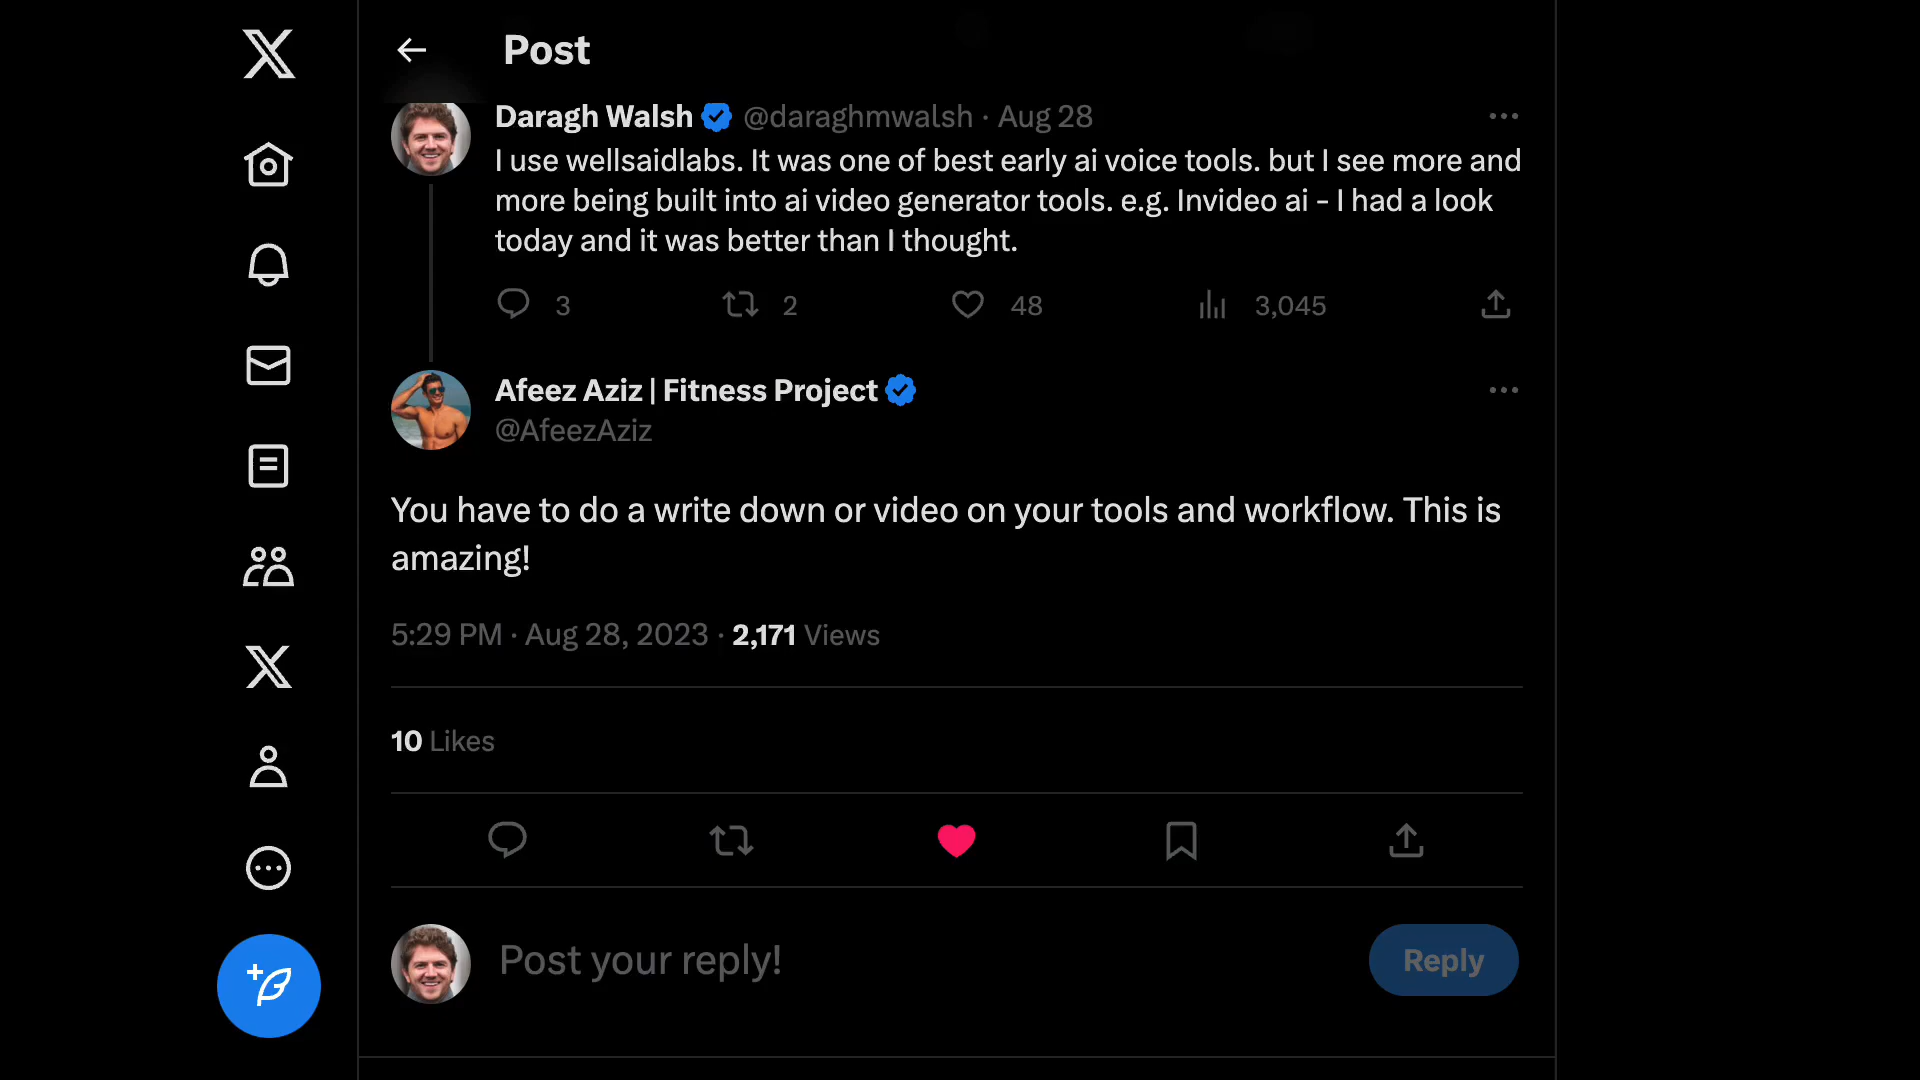 Post
Daragh Walsh @daraghmwalsh · Aug 28
I use wellsaidlabs. It was one of best early ai voice tools. but I see more and
more being built into ai video generator tools. e.g. Invideo ai - I had a look
today and it was better than I thought.
3 2 48 3,045
Afeez Aziz | Fitness Project
@AfeezAziz
You have to do a write down or video on your tools and workflow. This is
amazing!
5:29 PM · Aug 28, 2023 · 2,171 Views
10 Likes
Post your reply!
Reply